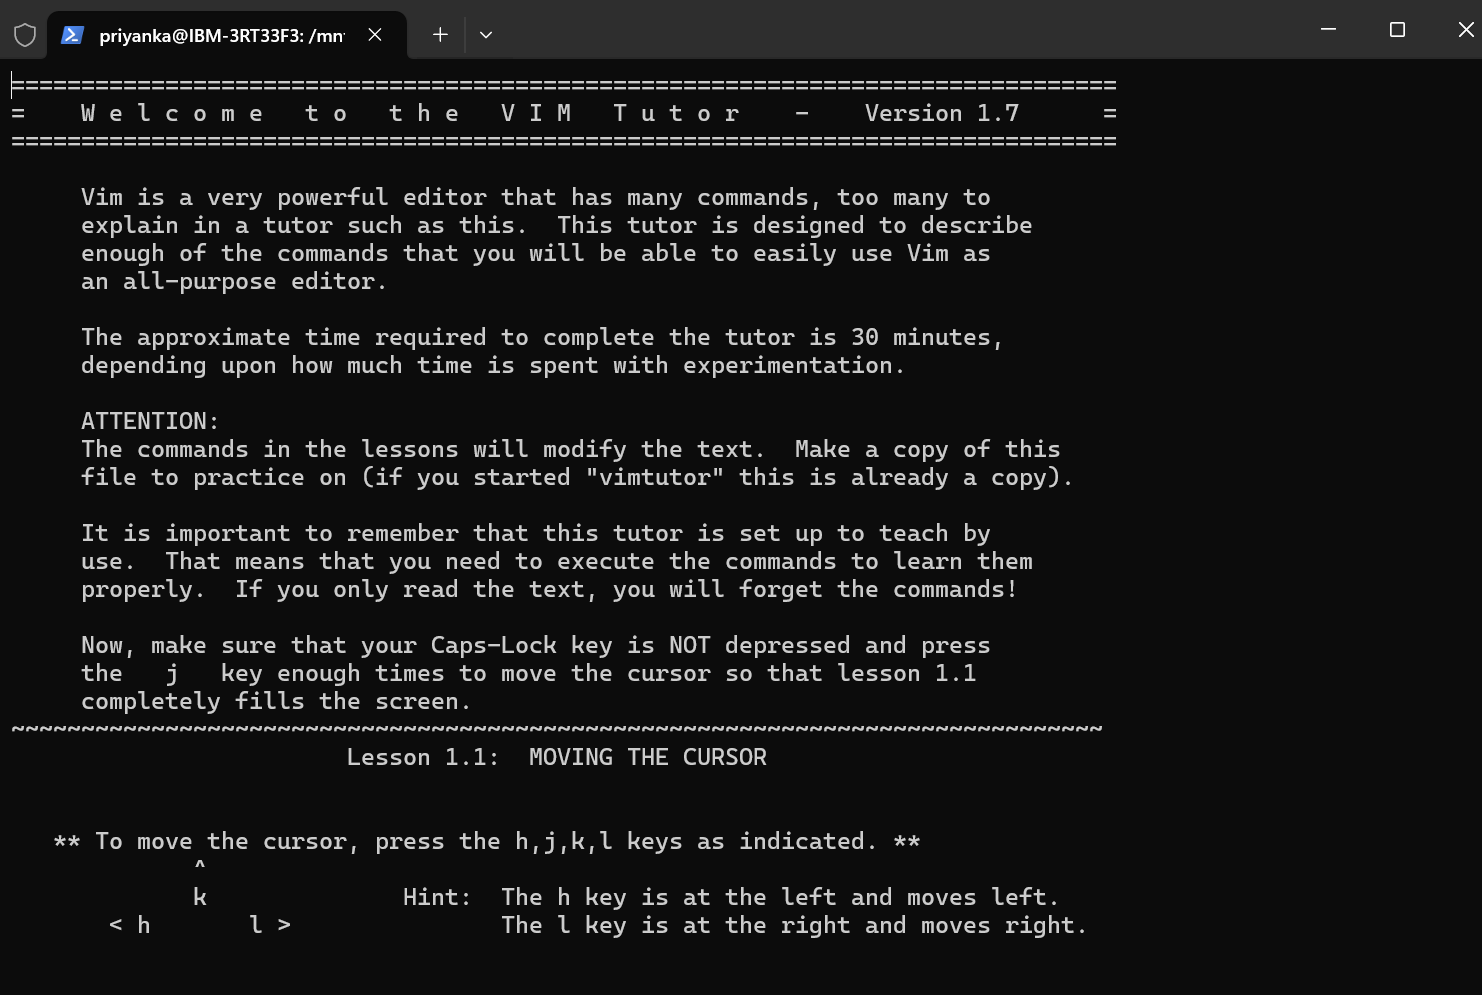 priyanka@IBM-3RT33F3: /mn
================================================================================
=    W e l c o m e   t o   t h e   V I M   T u t o r    -    Version 1.7      =
================================================================================
Vim is a very powerful editor that has many commands, too many to
explain in a tutor such as this.  This tutor is designed to describe
enough of the commands that you will be able to easily use Vim as
an all-purpose editor.
The approximate time required to complete the tutor is 30 minutes,
depending upon how much time is spent with experimentation.
ATTENTION:
The commands in the lessons will modify the text.  Make a copy of this
file to practice on (if you started "vimtutor" this is already a copy).
It is important to remember that this tutor is set up to teach by
use.  That means that you need to execute the commands to learn them
properly.  If you only read the text, you will forget the commands!
Now, make sure that your Caps-Lock key is NOT depressed and press
the   j   key enough times to move the cursor so that lesson 1.1
completely fills the screen.
~~~~~~~~~~~~~~~~~~~~~~~~~~~~~~~~~~~~~~~~~~~~~~~~~~~~~~~~~~~~~~~~~~~~~~~~~~~~~~
Lesson 1.1:  MOVING THE CURSOR
** To move the cursor, press the h,j,k,l keys as indicated. **
^
k              Hint:  The h key is at the left and moves left.
< h       l >               The l key is at the right and moves right.